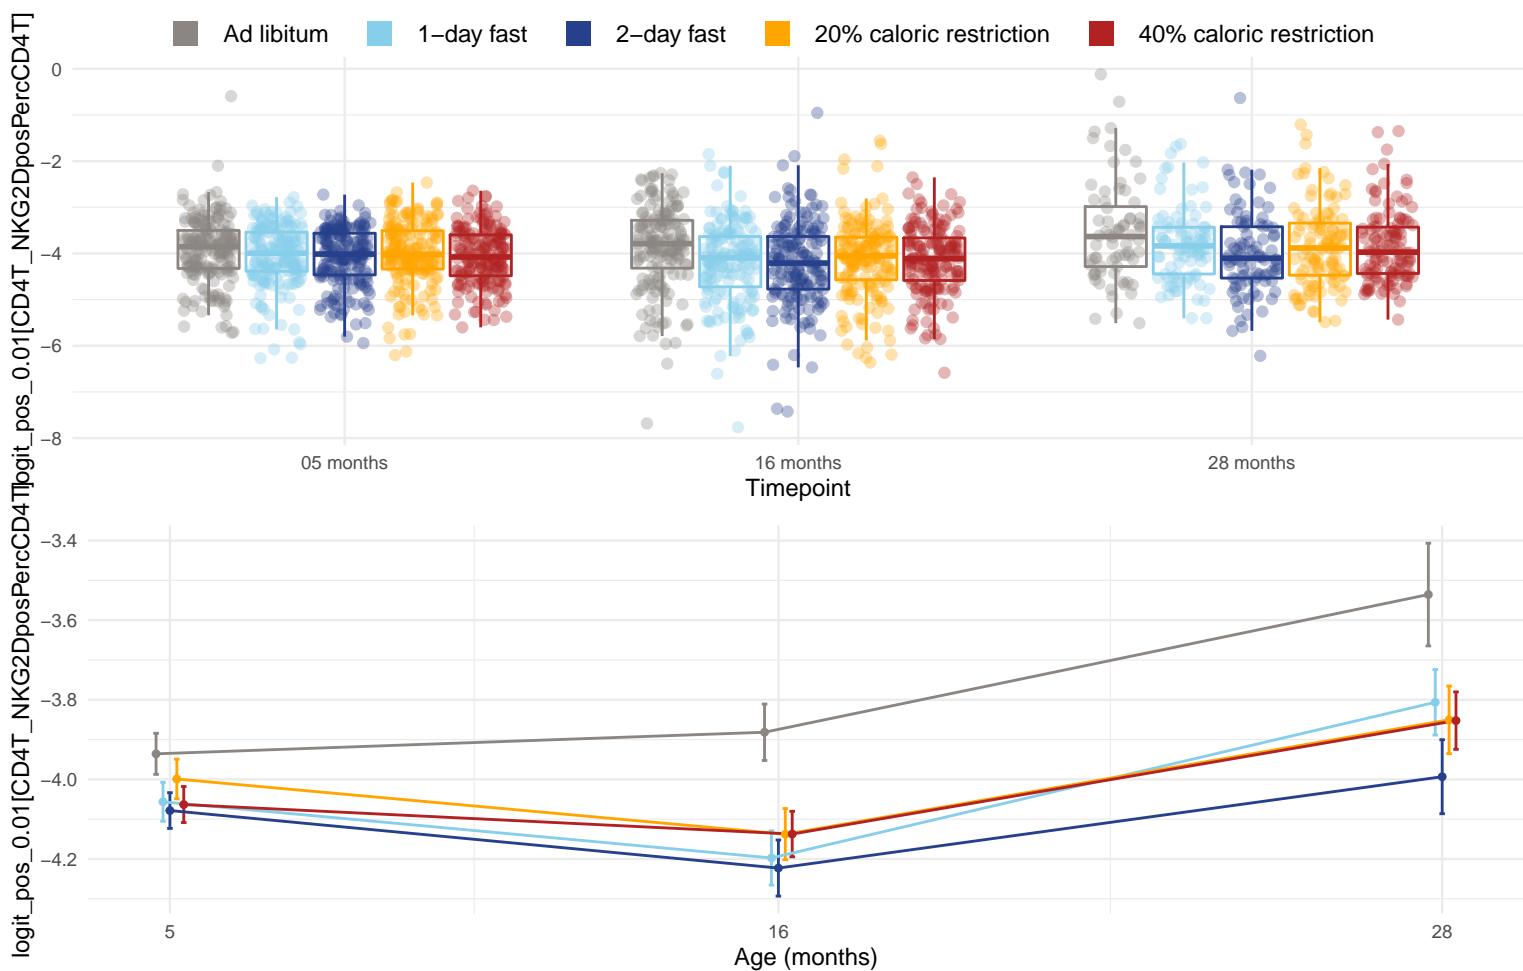 Ad libitum 1−day fast 2−day fast 20% caloric restriction 40% caloric restriction
logit_pos_0.01[CD4T_NKG2DposPercCD4T]
0
−2
−4
−6
−8
05 months 16 months 28 months
Timepoint
logit_pos_0.01[CD4T_NKG2DposPercCD4T]
−3.4
−3.6
−3.8
−4.0
−4.2
5 16 28
Age (months)